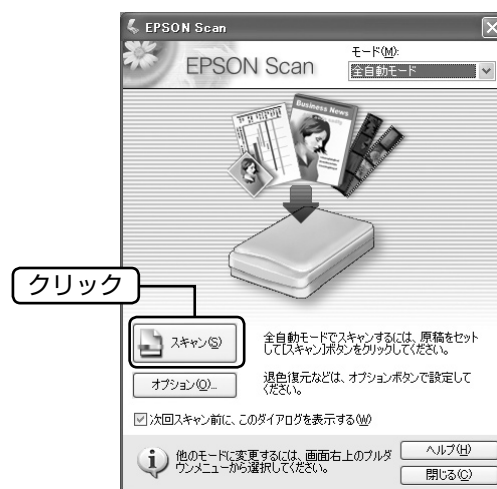 EPSON Scan
モード(M):
EPSON Scan
全自動モード
Business News
クリック
スキャン(S)
全自動モードでスキャンするには、原稿をセット
して[スキャン]ボタンをクリックしてください。
オプション(O)...
退色復元などは、オプションボタンで設定して
ください。
次回スキャン前に、このダイアログを表示する(W)
他のモードに変更するには、画面右上のプルダ
ウンメニューから選択してください。
ヘルプ(H)
閉じる(C)